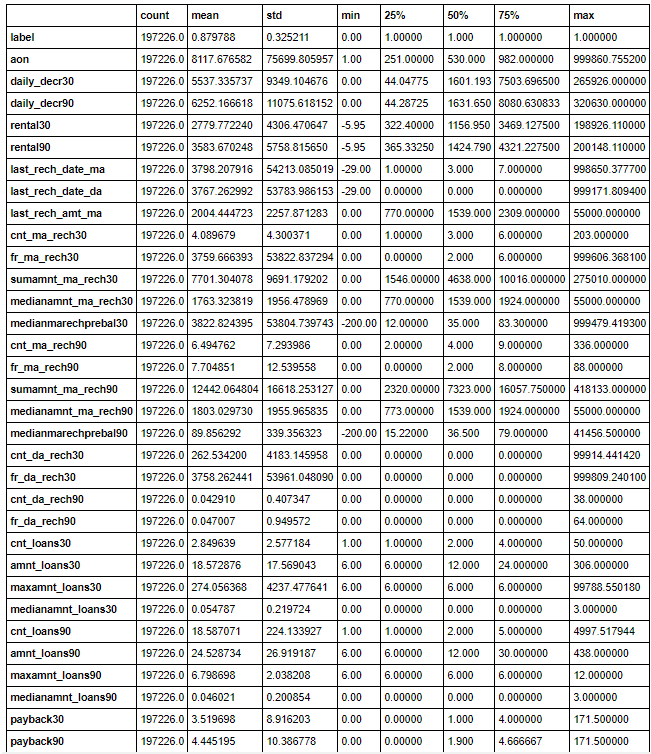 count mean std min 25% 50% 75% max
label 197226.0 0.879788 0.325211 0.00 1.00000 1.000 1.000000 1.000000
aon 197226.0 8117.676582 75699.805957 1.00 251.00000 530.000 982.000000 999860.755200
daily_decr30 197226.0 5537.335737 9349.104676 0.00 44.04775 1601.193 7503.696500 265926.000000
daily_decr90 197226.0 6252.166618 11075.618152 0.00 44.28725 1631.650 8080.630833 320630.000000
rental30 197226.0 2779.772240 4306.470647 -5.95 322.40000 1156.950 3469.127500 198926.110000
rental90 197226.0 3583.670248 5758.815650 -5.95 365.33250 1424.790 4321.227500 200148.110000
last_rech_date_ma 197226.0 3798.207916 54213.085019 -29.00 1.00000 3.000 7.000000 998650.377700
last_rech_date_da 197226.0 3767.262992 53783.986153 -29.00 0.00000 0.000 0.000000 999171.809400
last_rech_amt_ma 197226.0 2004.444723 2257.871283 0.00 770.00000 1539.000 2309.000000 55000.000000
cnt_ma_rech30 197226.0 4.089679 4.300371 0.00 1.00000 3.000 6.000000 203.000000
fr_ma_rech30 197226.0 3759.666393 53822.837294 0.00 0.00000 2.000 6.000000 999606.368100
sumamnt_ma_rech30 197226.0 7701.304078 9691.179202 0.00 1546.00000 4638.000 10016.000000 275010.000000
medianamnt_ma_rech30 197226.0 1763.323819 1956.478969 0.00 770.00000 1539.000 1924.000000 55000.000000
medianmarechprebal30 197226.0 3822.824395 53804.739743 -200.00 12.00000 35.000 83.300000 999479.419300
cnt_ma_rech90 197226.0 6.494762 7.293986 0.00 2.00000 4.000 9.000000 336.000000
fr_ma_rech90 197226.0 7.704851 12.539558 0.00 0.00000 2.000 8.000000 88.000000
sumamnt_ma_rech90 197226.0 12442.064804 16618.253127 0.00 2320.00000 7323.000 16057.750000 418133.000000
medianamnt_ma_rech90 197226.0 1803.029730 1955.965835 0.00 773.00000 1539.000 1924.000000 55000.000000
medianmarechprebal90 197226.0 89.856292 339.356323 -200.00 15.22000 36.500 79.000000 41456.500000
cnt_da_rech30 197226.0 262.534200 4183.145958 0.00 0.00000 0.000 0.000000 99914.441420
fr_da_rech30 197226.0 3758.262441 53961.048090 0.00 0.00000 0.000 0.000000 999809.240100
cnt_da_rech90 197226.0 0.042910 0.407347 0.00 0.00000 0.000 0.000000 38.000000
fr_da_rech90 197226.0 0.047007 0.949572 0.00 0.00000 0.000 0.000000 64.000000
cnt_loans30 197226.0 2.849639 2.577184 1.00 1.00000 2.000 4.000000 50.000000
amnt_loans30 197226.0 18.572876 17.569043 6.00 6.00000 12.000 24.000000 306.000000
maxamnt_loans30 197226.0 274.056368 4237.477641 6.00 6.00000 6.000 6.000000 99788.550180
medianamnt_loans30 197226.0 0.054787 0.219724 0.00 0.00000 0.000 0.000000 3.000000
cnt_loans90 197226.0 18.587071 224.133927 1.00 1.00000 2.000 5.000000 4997.517944
amnt_loans90 197226.0 24.528734 26.919187 6.00 6.00000 12.000 30.000000 438.000000
maxamnt_loans90 197226.0 6.798698 2.038208 6.00 6.00000 6.000 6.000000 12.000000
medianamnt_loans90 197226.0 0.046021 0.200854 0.00 0.00000 0.000 0.000000 3.000000
payback30 197226.0 3.519698 8.916203 0.00 0.00000 1.000 4.000000 171.500000
payback90 197226.0 4.445195 10.386778 0.00 0.00000 1.900 4.666667 171.500000